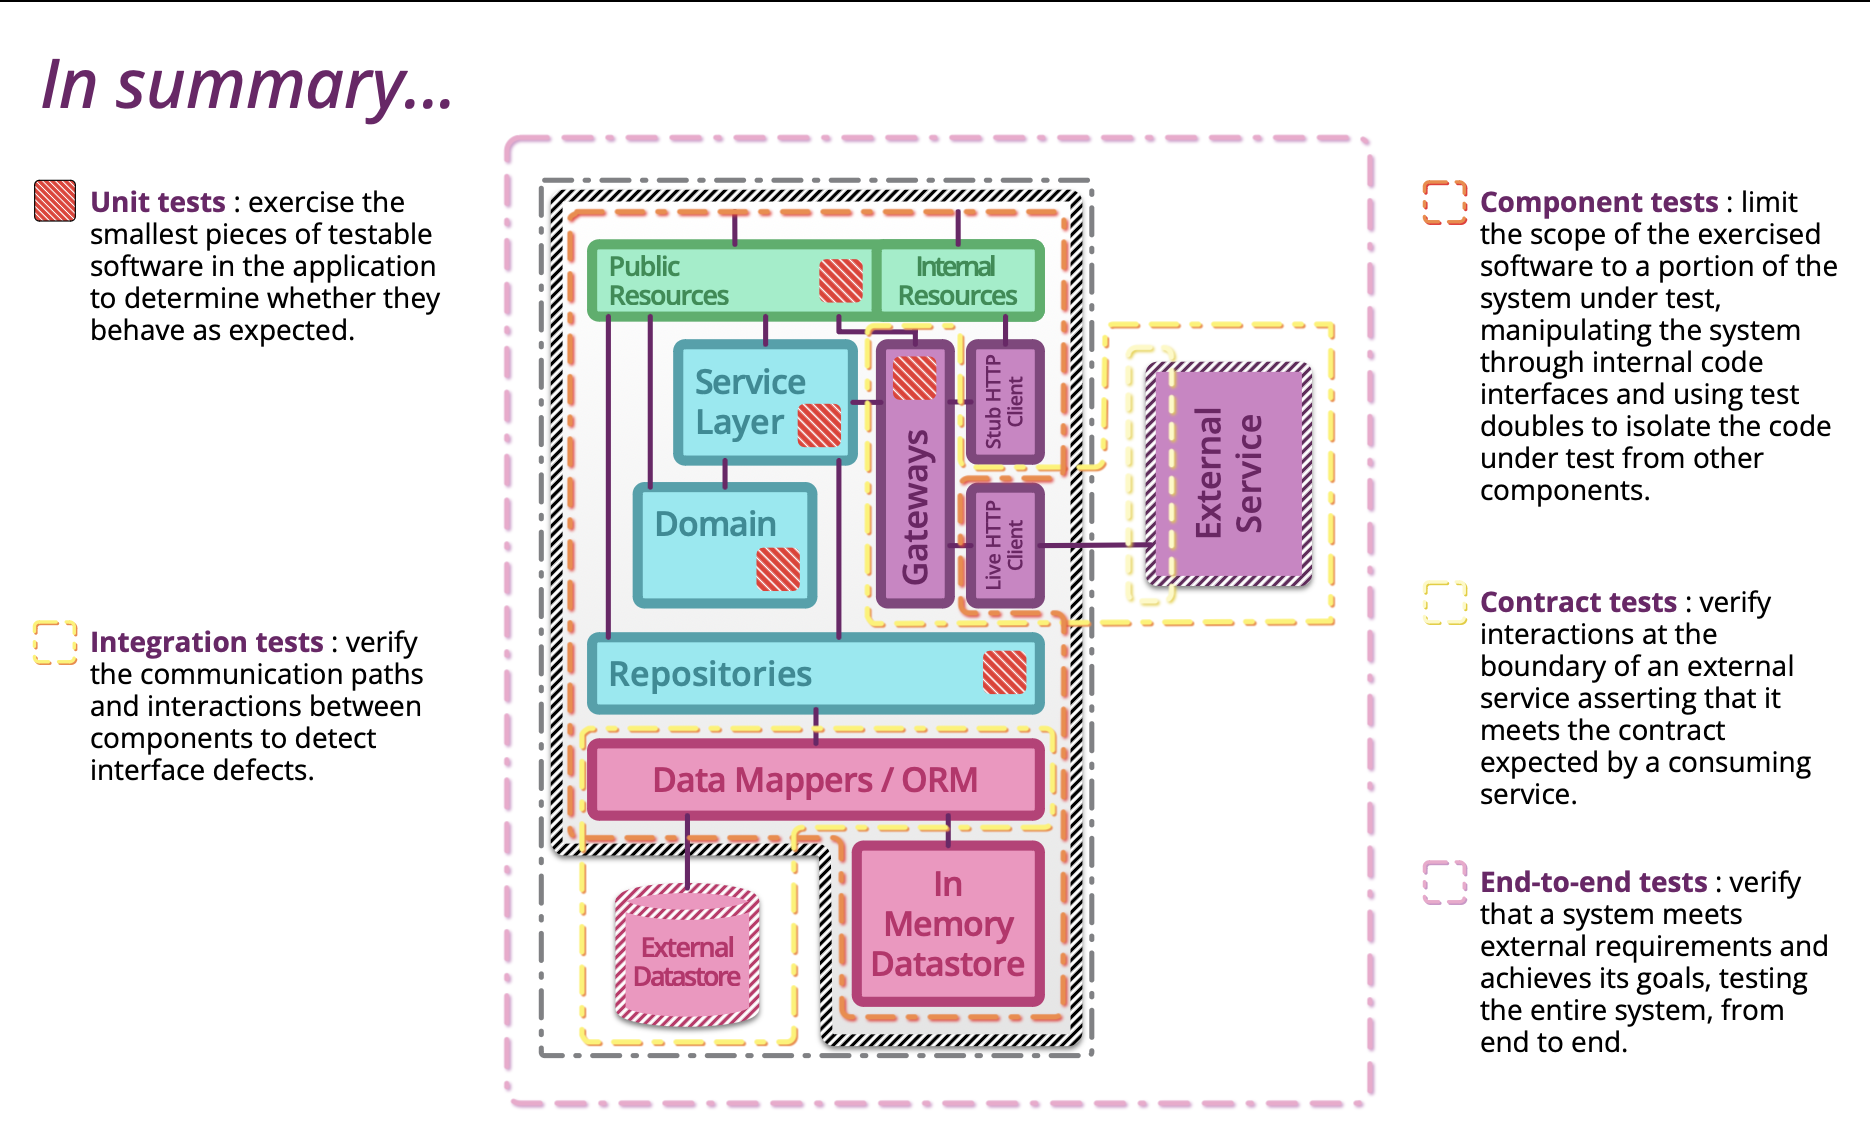 In summary...
Unit tests : exercise the
smallest pieces of testable
software in the application
to determine whether they
behave as expected.
Integration tests : verify
the communication paths
and interactions between
components to detect
interface defects.
Public
Resources
Internal
Resources
Service
Layer
Domain
Gateways
Stub HTTP
Client
Live HTTP
Client
External
Service
Repositories
Data Mappers / ORM
External
Datastore
In
Memory
Datastore
Component tests : limit
the scope of the exercised
software to a portion of the
system under test,
manipulating the system
through internal code
interfaces and using test
doubles to isolate the code
under test from other
components.
Contract tests : verify
interactions at the
boundary of an external
service asserting that it
meets the contract
expected by a consuming
service.
End-to-end tests : verify
that a system meets
external requirements and
achieves its goals, testing
the entire system, from
end to end.